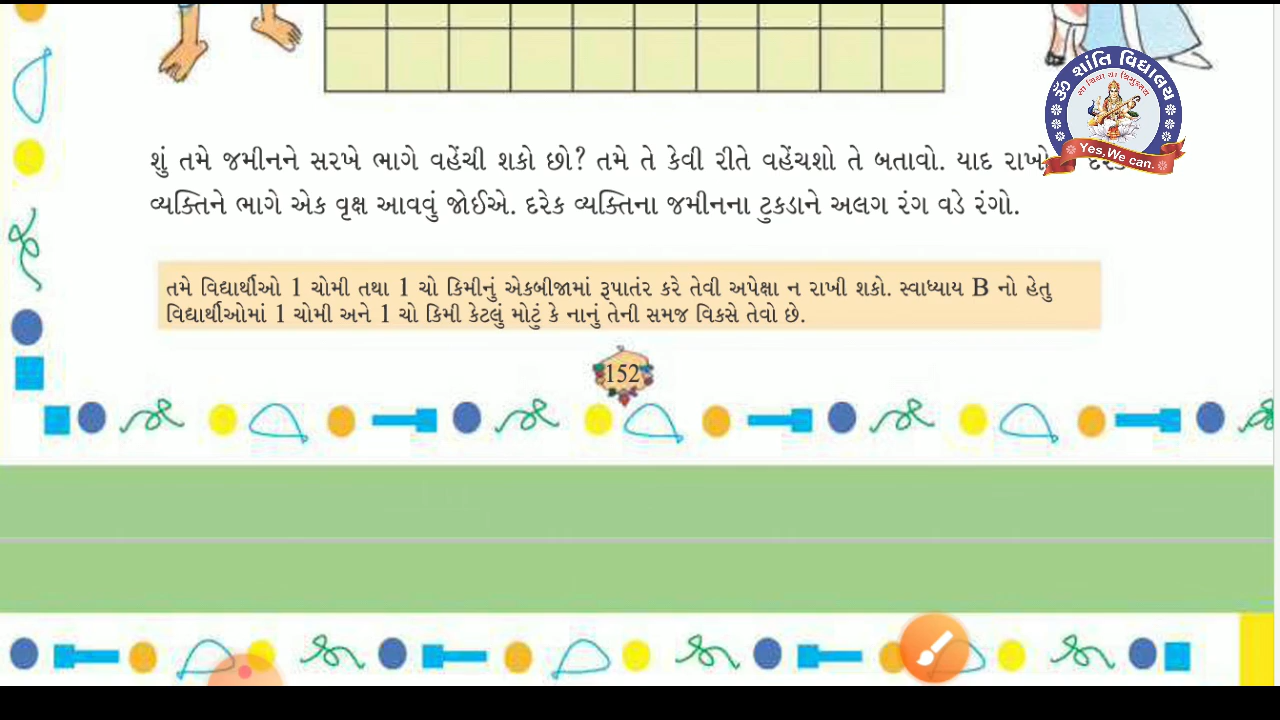 ૐ શાંતિ વિદ્યાલય
Yes, We can.
શું તમે જમીનને સરખે ભાગે વહેંચી શકો છો? તમે તે કેવી રીતે વહેંચશો તે બતાવો. યાદ રાખો
વ્યક્તિને ભાગે એક વૃક્ષ આવવું જોઈએ. દરેક વ્યક્તિના જમીનના ટુકડાને અલગ રંગ વડે રંગો.
તમે વિદ્યાર્થીઓ 1 ચોમી તથા 1 ચો કિમીનું એકબીજામાં રૂપાતંર કરે તેવી અપેક્ષા ન રાખી શકો. સ્વાધ્યાય B નો હેતુ
વિદ્યાર્થીઓમાં 1 ચોમી અને 1 ચો કિમી કેટલું મોટું કે નાનું તેની સમજ વિકસે તેવો છે.
152